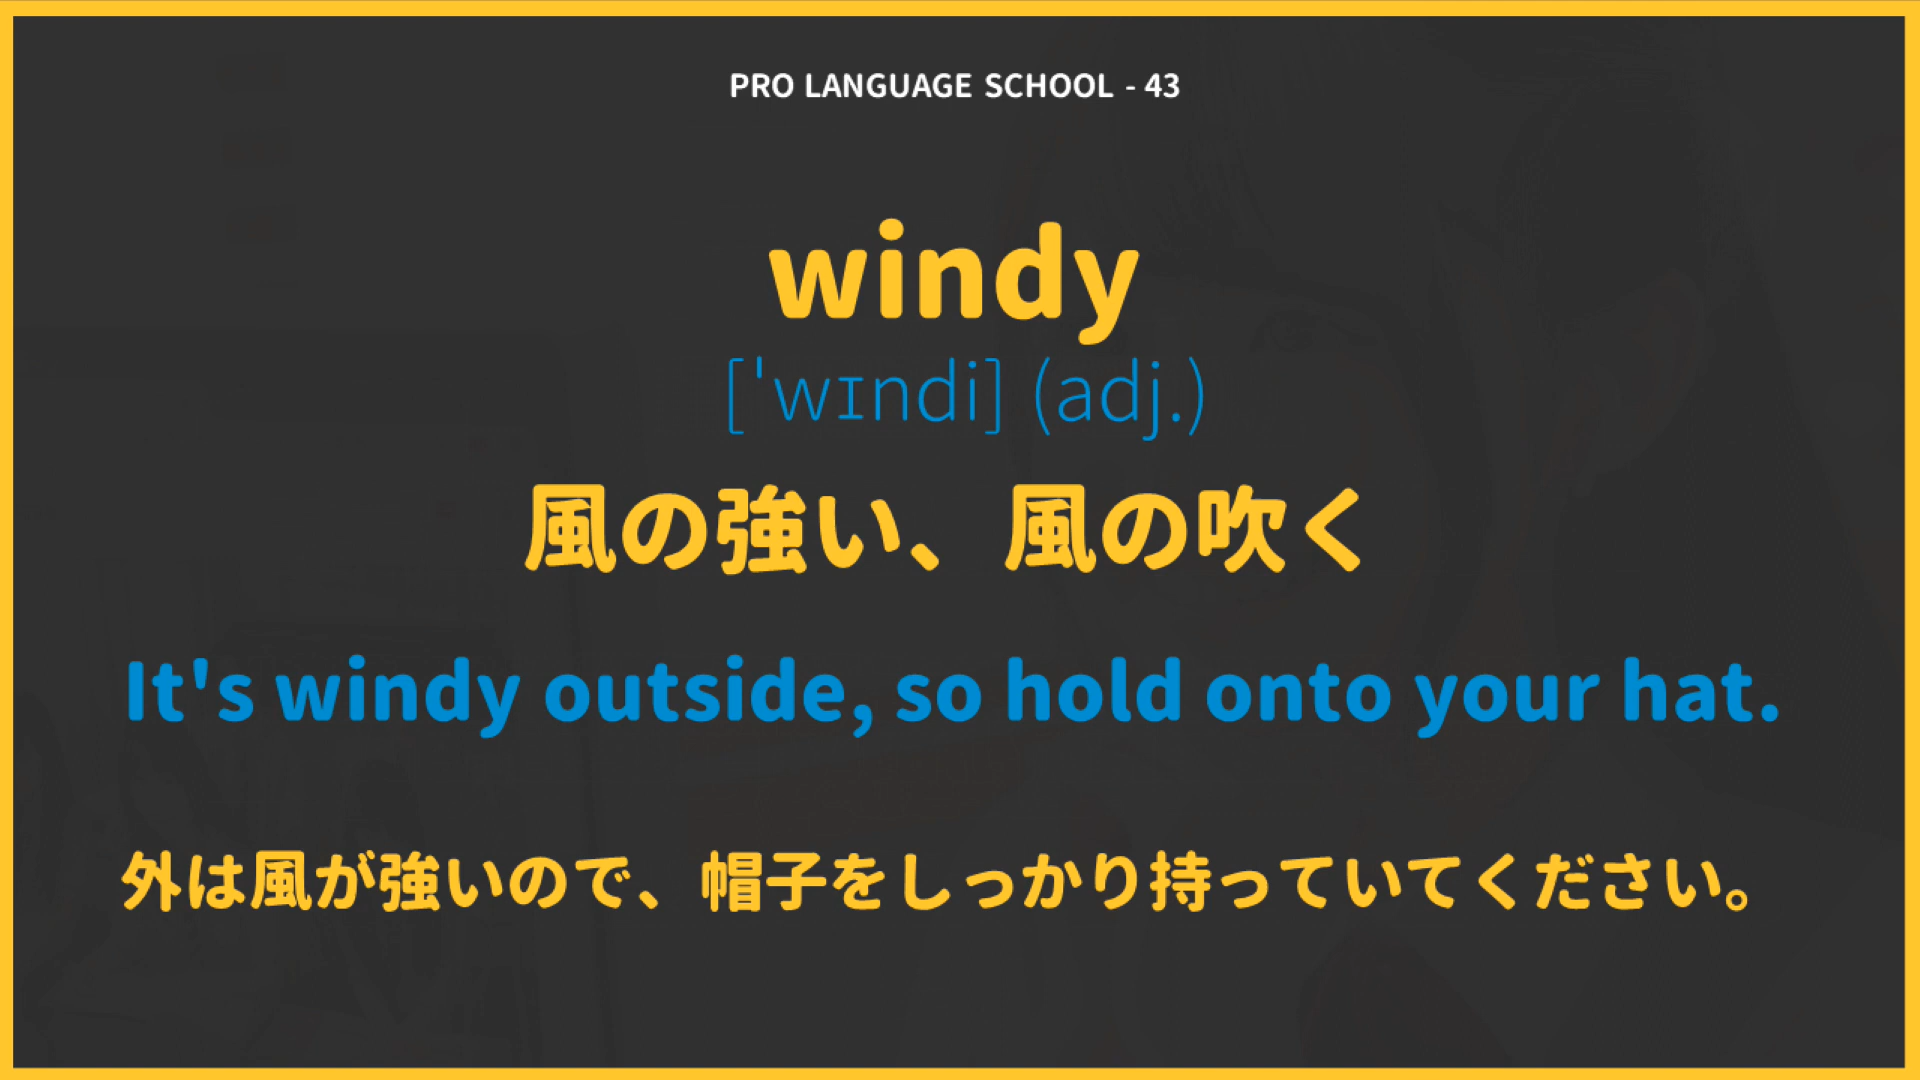 PRO LANGUAGE SCHOOL - 43
windy
[ˈwɪndi] (adj.)
風の強い、風の吹く
It's windy outside, so hold onto your hat.
外は風が強いので、帽子をしっかり持っていてください。